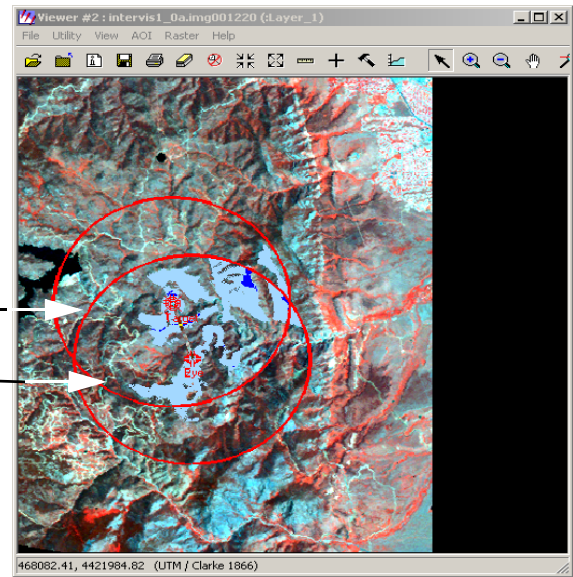 Viewer #2 : intervis1_0a.img001220 (:Layer_1)
File Utility View AOI Raster Help
Eye
468082.41, 4421984.82 (UTM / Clarke 1866)